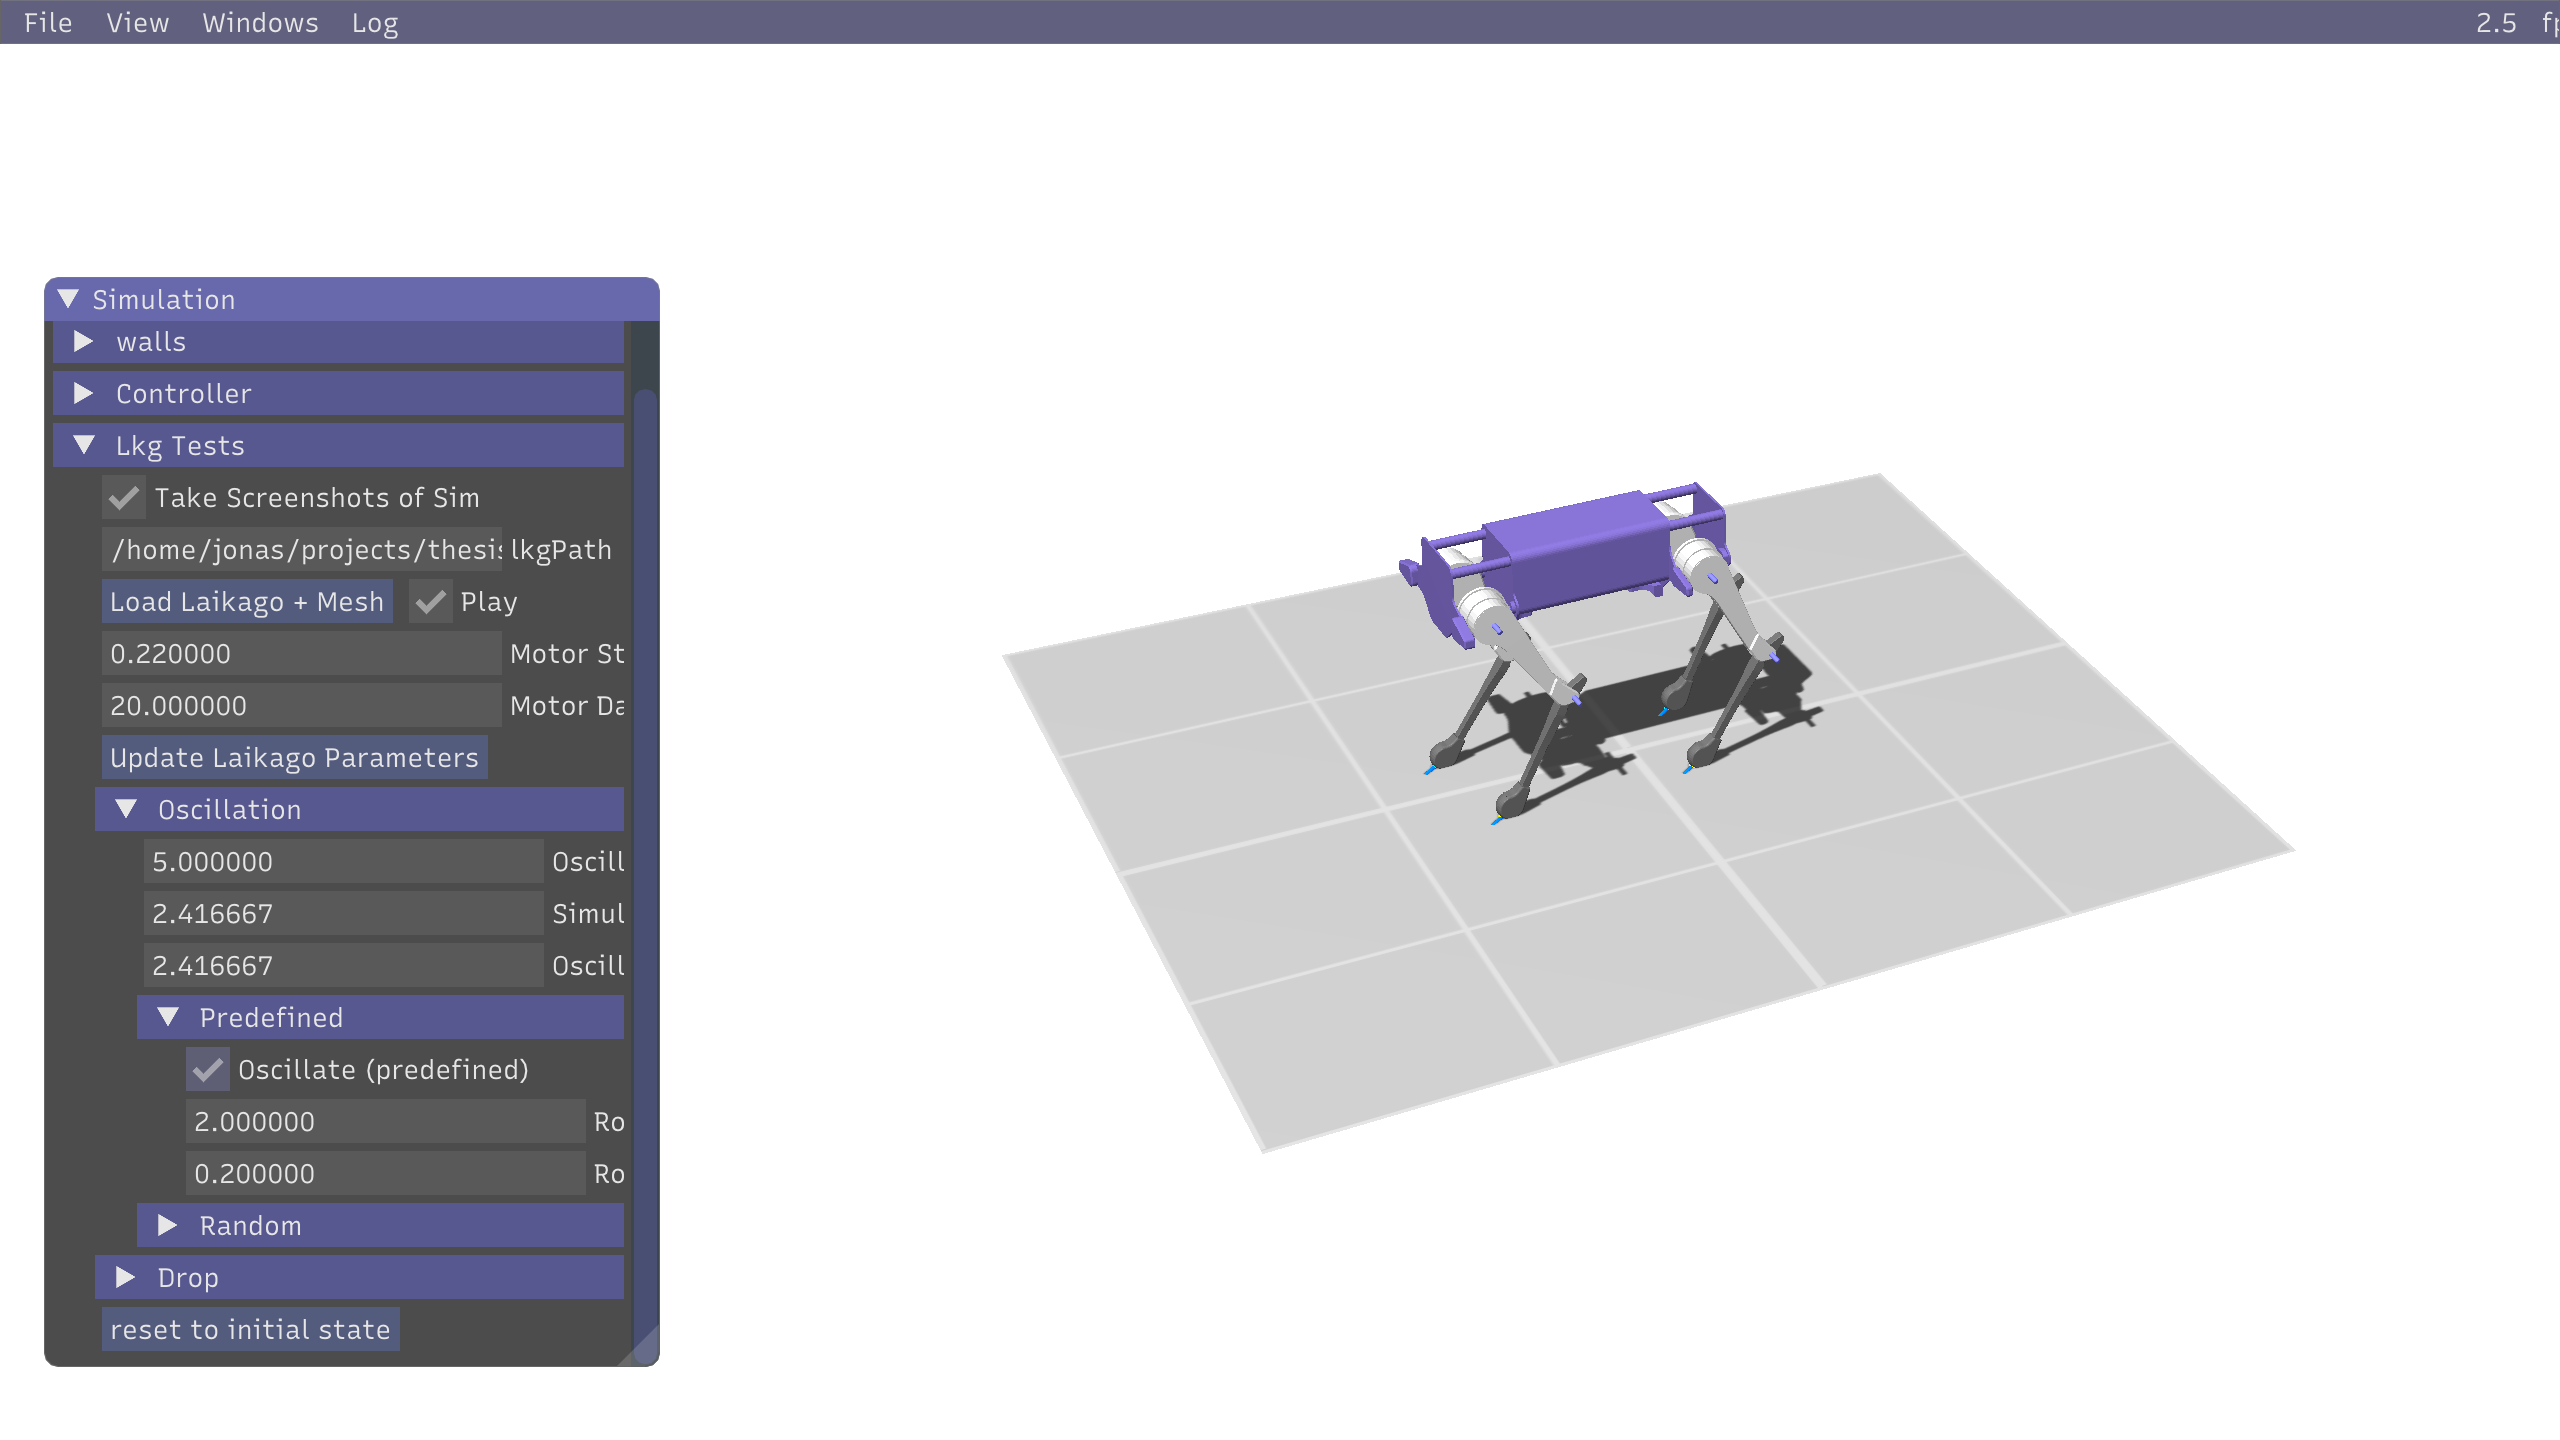 File View Windows Log 2.5 fp
Simulation
walls
Controller
Lkg Tests
Take Screenshots of Sim
/home/jonas/projects/thesis lkgPath
Load Laikago + Mesh Play
0.220000 Motor St
20.000000 Motor Da
Update Laikago Parameters
Oscillation
5.000000 Oscill
2.416667 Simul
2.416667 Oscill
Predefined
Oscillate (predefined)
2.000000 Ro
0.200000 Ro
Random
Drop
reset to initial state